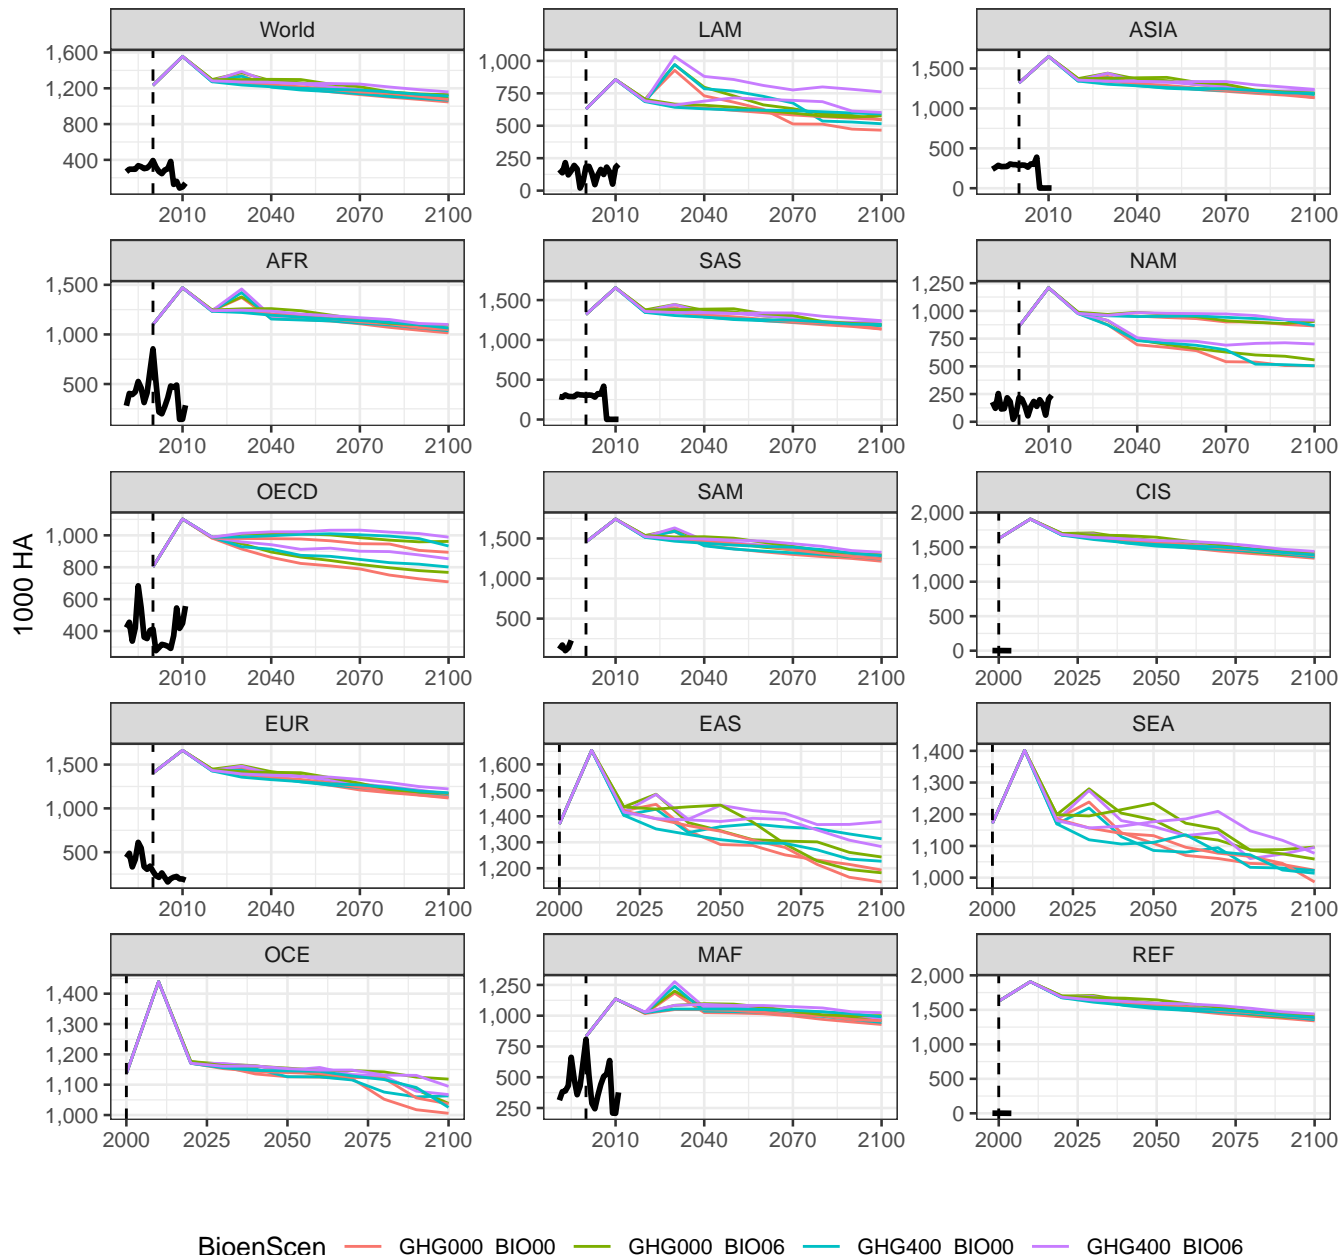 World LAM ASIA
1,600 1,200 800 400
1,000 750 500 250 0
1,500 1,000 500 0
2010 2040 2070 2100 2010 2040 2070 2100 2010 2040 2070 2100
AFR SAS NAM
1,500 1,000 500
1,500 1,000 500 0
1,250 1,000 750 500 250 0
2010 2040 2070 2100 2010 2040 2070 2100 2010 2040 2070 2100
OECD SAM CIS
1,000 800 600 400
1,500 1,000 500
2,000 1,500 1,000 500 0
2010 2040 2070 2100 2010 2040 2070 2100 2000 2025 2050 2075 2100
1000 HA
EUR EAS SEA
1,500 1,000 500
1,600 1,500 1,400 1,300 1,200
1,400 1,300 1,200 1,100 1,000
2010 2040 2070 2100 2000 2025 2050 2075 2100 2000 2025 2050 2075 2100
OCE MAF REF
1,400 1,300 1,200 1,100 1,000
1,250 1,000 750 500 250
2,000 1,500 1,000 500 0
2000 2025 2050 2075 2100 2010 2040 2070 2100 2000 2025 2050 2075 2100
BioenScen GHG000_BIO00 GHG000_BIO06 GHG400_BIO00 GHG400_BIO06